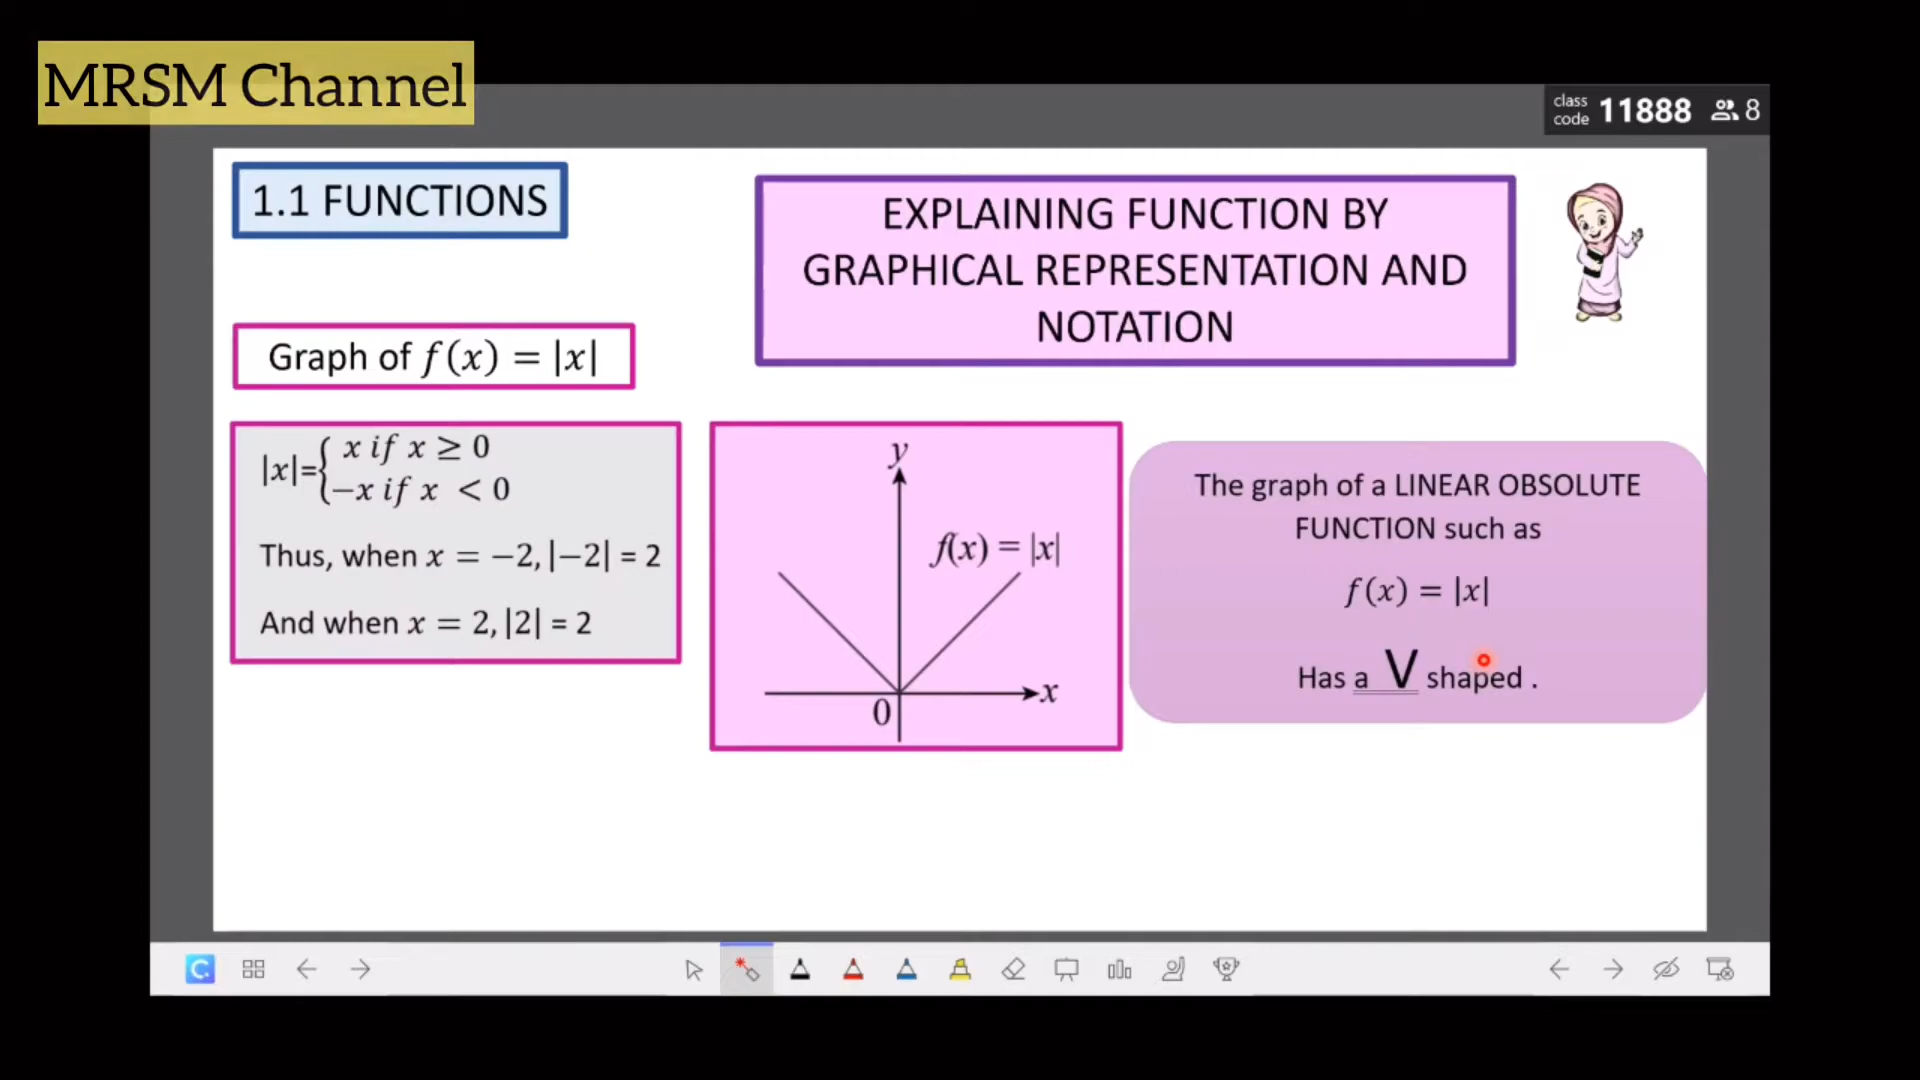 MRSM Channel
class code 11888 8
1.1 FUNCTIONS
EXPLAINING FUNCTION BY
GRAPHICAL REPRESENTATION AND
NOTATION
Graph of f(x) = |x|
|x|={ x if x ≥ 0
−x if x < 0
Thus, when x = −2, |−2| = 2
And when x = 2, |2| = 2
y
f(x) = |x|
x
0
The graph of a LINEAR OBSOLUTE
FUNCTION such as
f(x) = |x|
Has a V shaped .